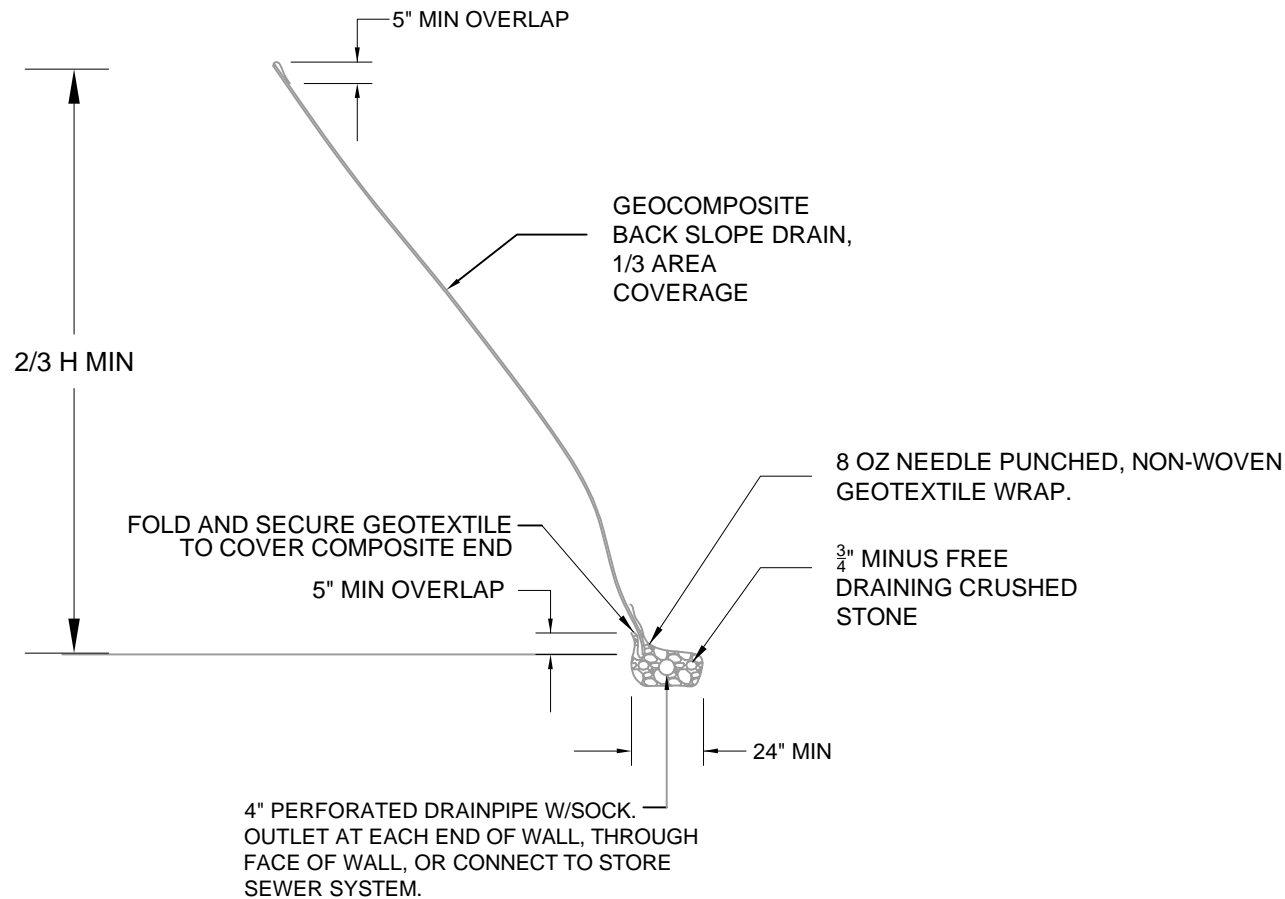 5" MIN OVERLAP
GEOCOMPOSITE
BACK SLOPE DRAIN,
1/3 AREA
COVERAGE
2/3 H MIN
8 OZ NEEDLE PUNCHED, NON-WOVEN
GEOTEXTILE WRAP.
FOLD AND SECURE GEOTEXTILE
TO COVER COMPOSITE END
3/4" MINUS FREE
DRAINING CRUSHED
STONE
5" MIN OVERLAP
24" MIN
4" PERFORATED DRAINPIPE W/SOCK.
OUTLET AT EACH END OF WALL, THROUGH
FACE OF WALL, OR CONNECT TO STORE
SEWER SYSTEM.